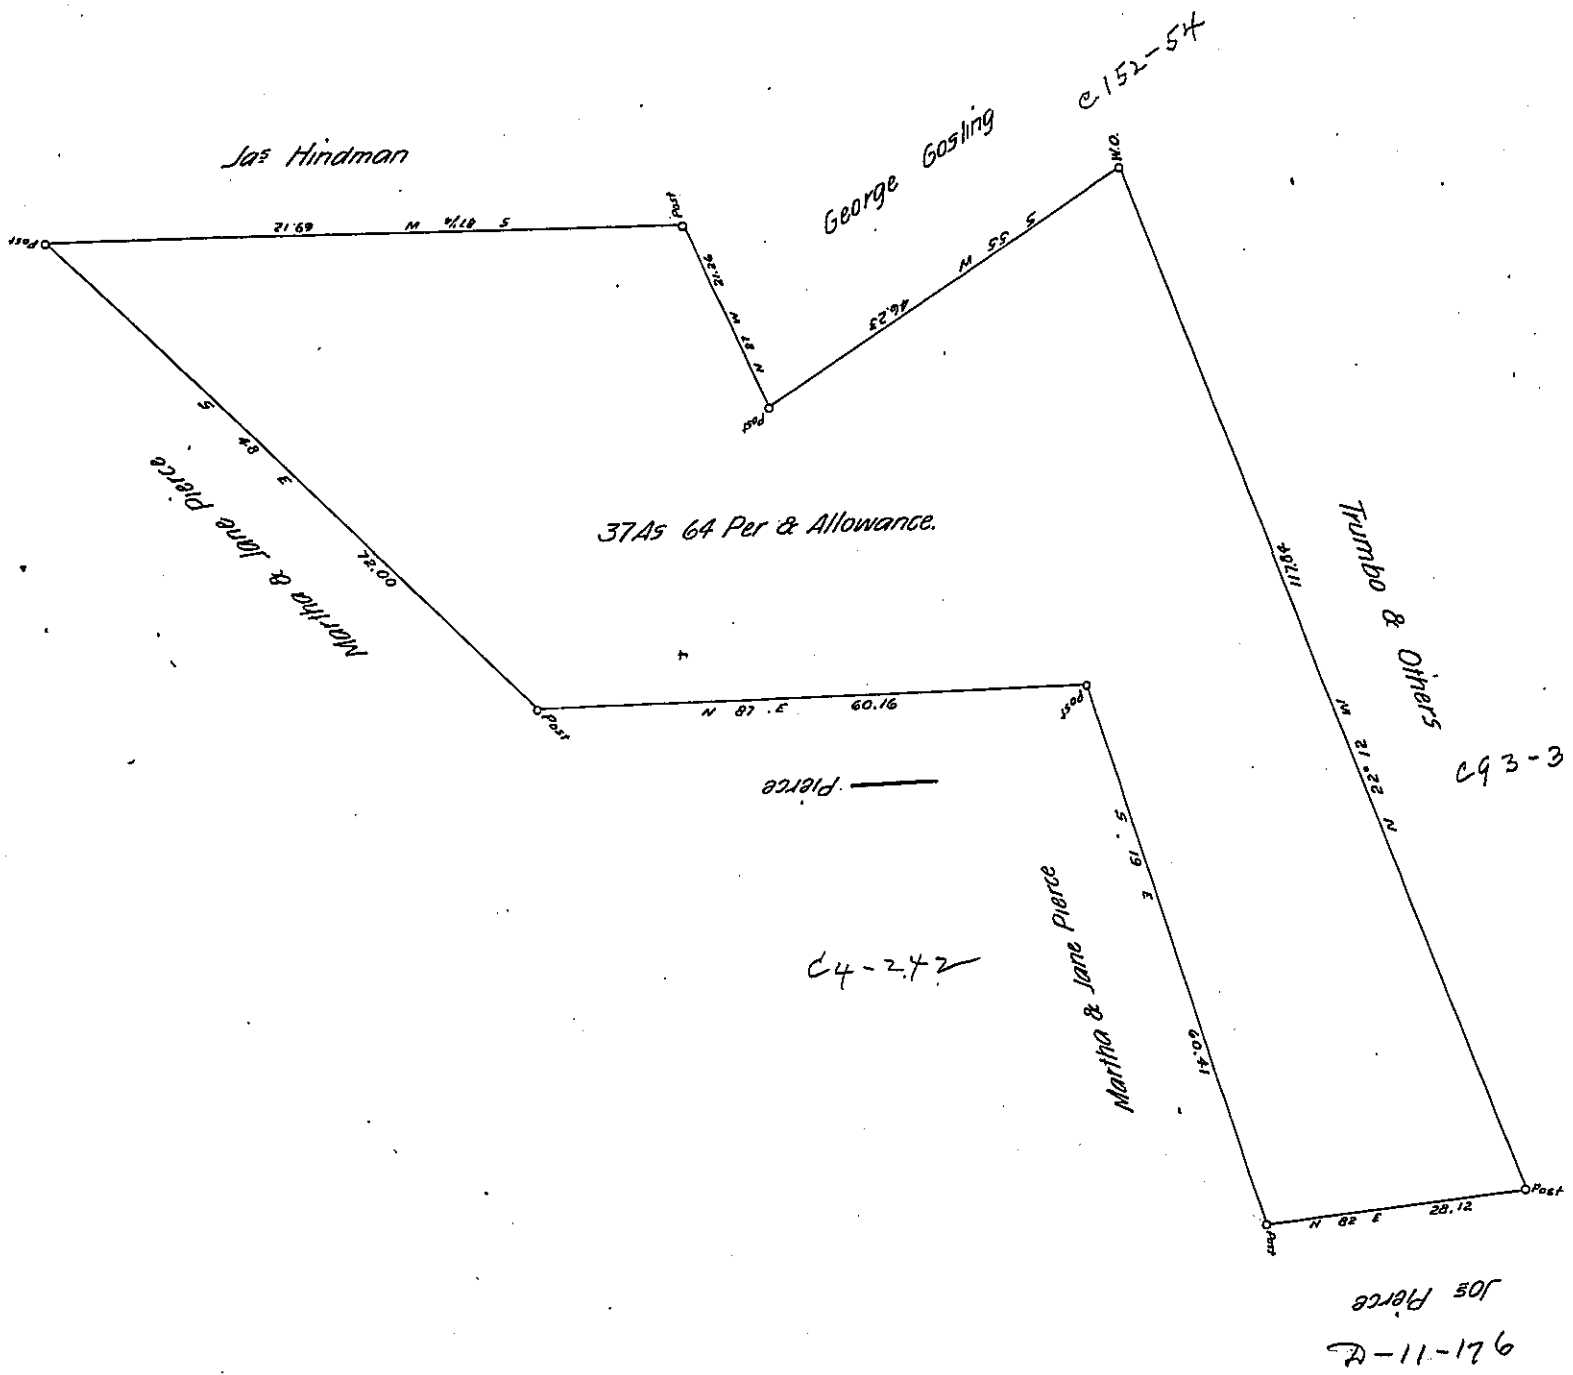 C152-54
George Gosling
Jas Hindman
W.O.
Post
S 87¼ W 69.12
Post
N 27 W 21.26
S 55 W 46.23
Post
S 48 E 72.00
Martha & Jane Pierce
37As 64 Per & Allowance.
N 22° 12 W 117.84
Trumbo & Others
C93-3
Post
N 87 E 60.16
Post
Pierce
S 19 E 60.41
Martha & Jane Pierce
C4-242
Post
N 82 E 28.12
Post
Jos Pierce
D-11-176